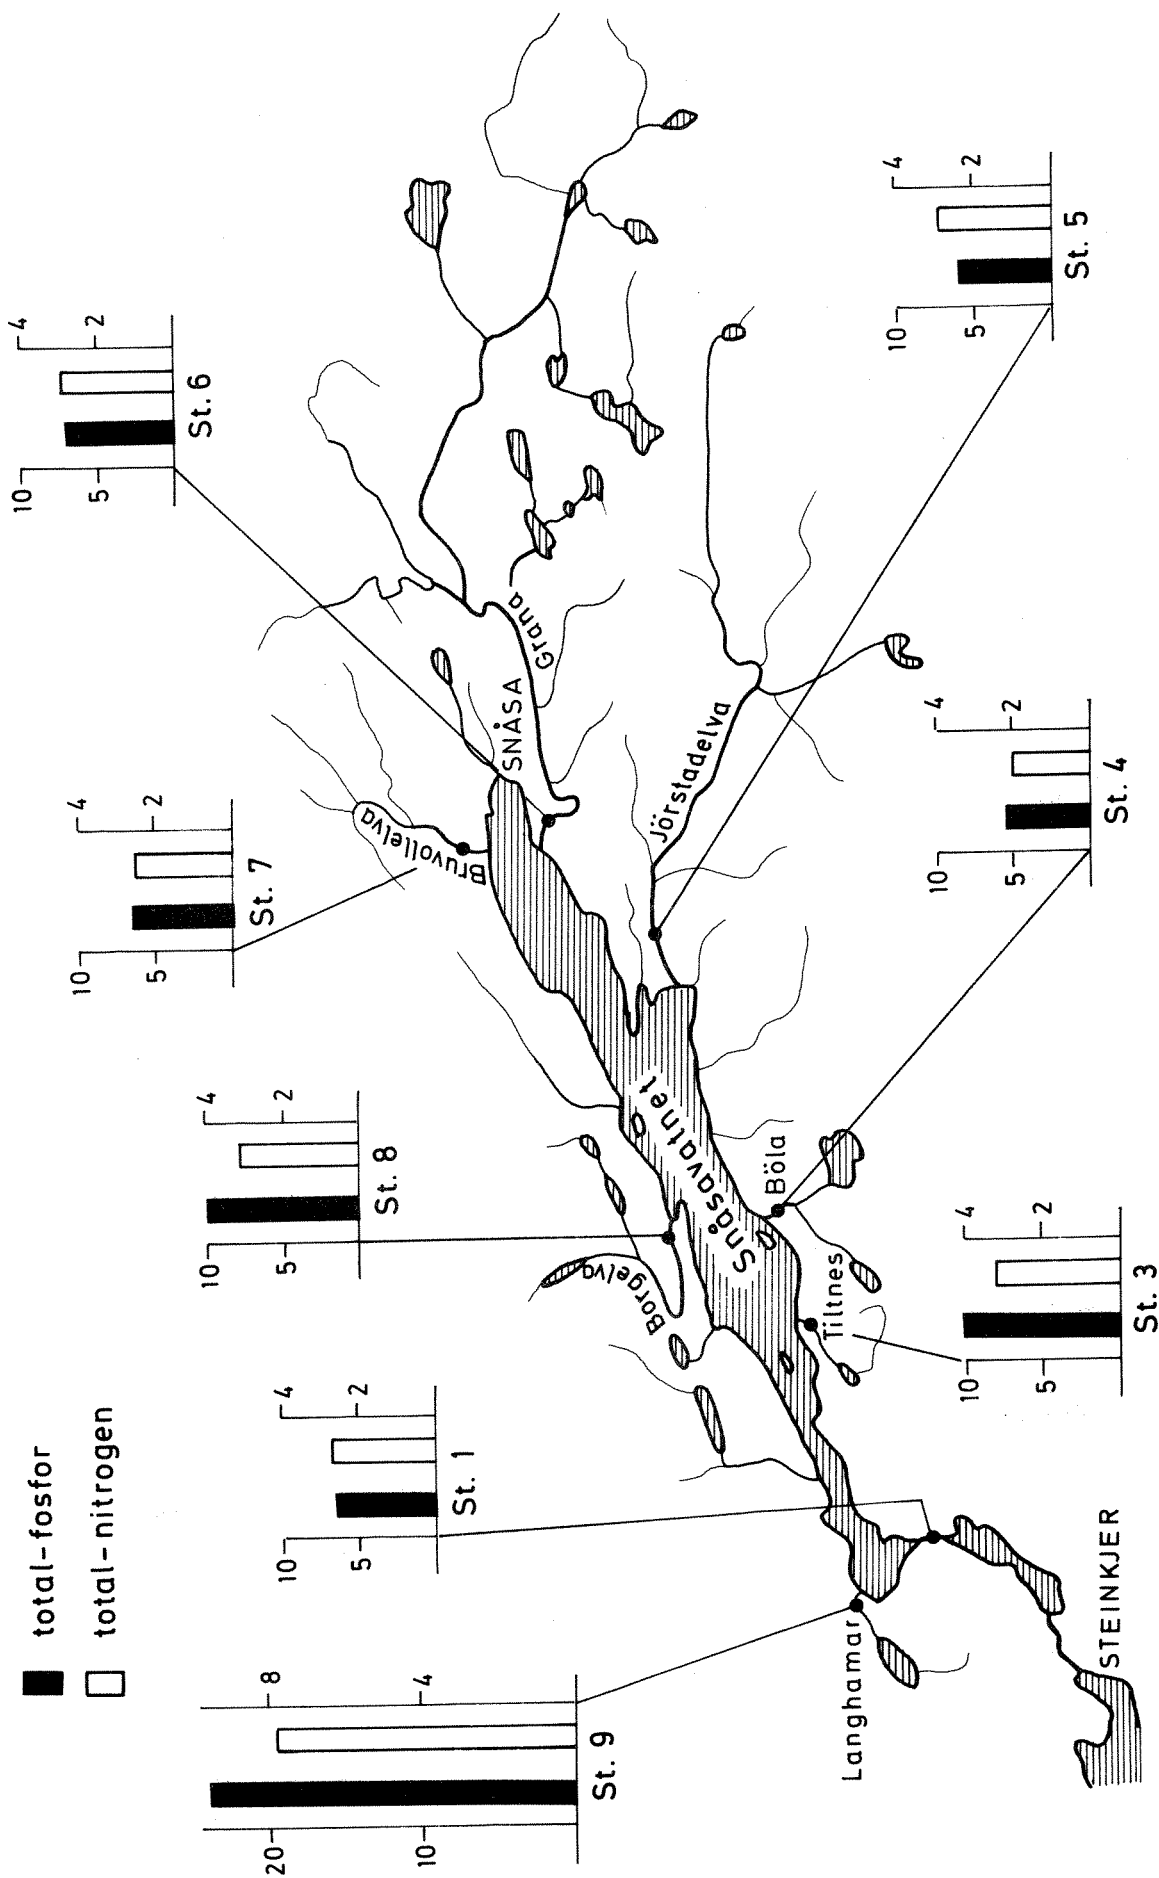 total-fosfor
total-nitrogen
20
10
8
4
St. 9
10
5
4
2
St. 1
10
5
4
2
St. 8
10
5
4
2
St. 7
10
5
4
2
St. 6
Langhamar
Borgelva
Bruvollelva
SNÅSA
Grana
Snåsavatnet
Jörstadelva
Böla
Tiltnes
STEINKJER
10
5
4
2
St. 3
10
5
4
2
St. 4
10
5
4
2
St. 5